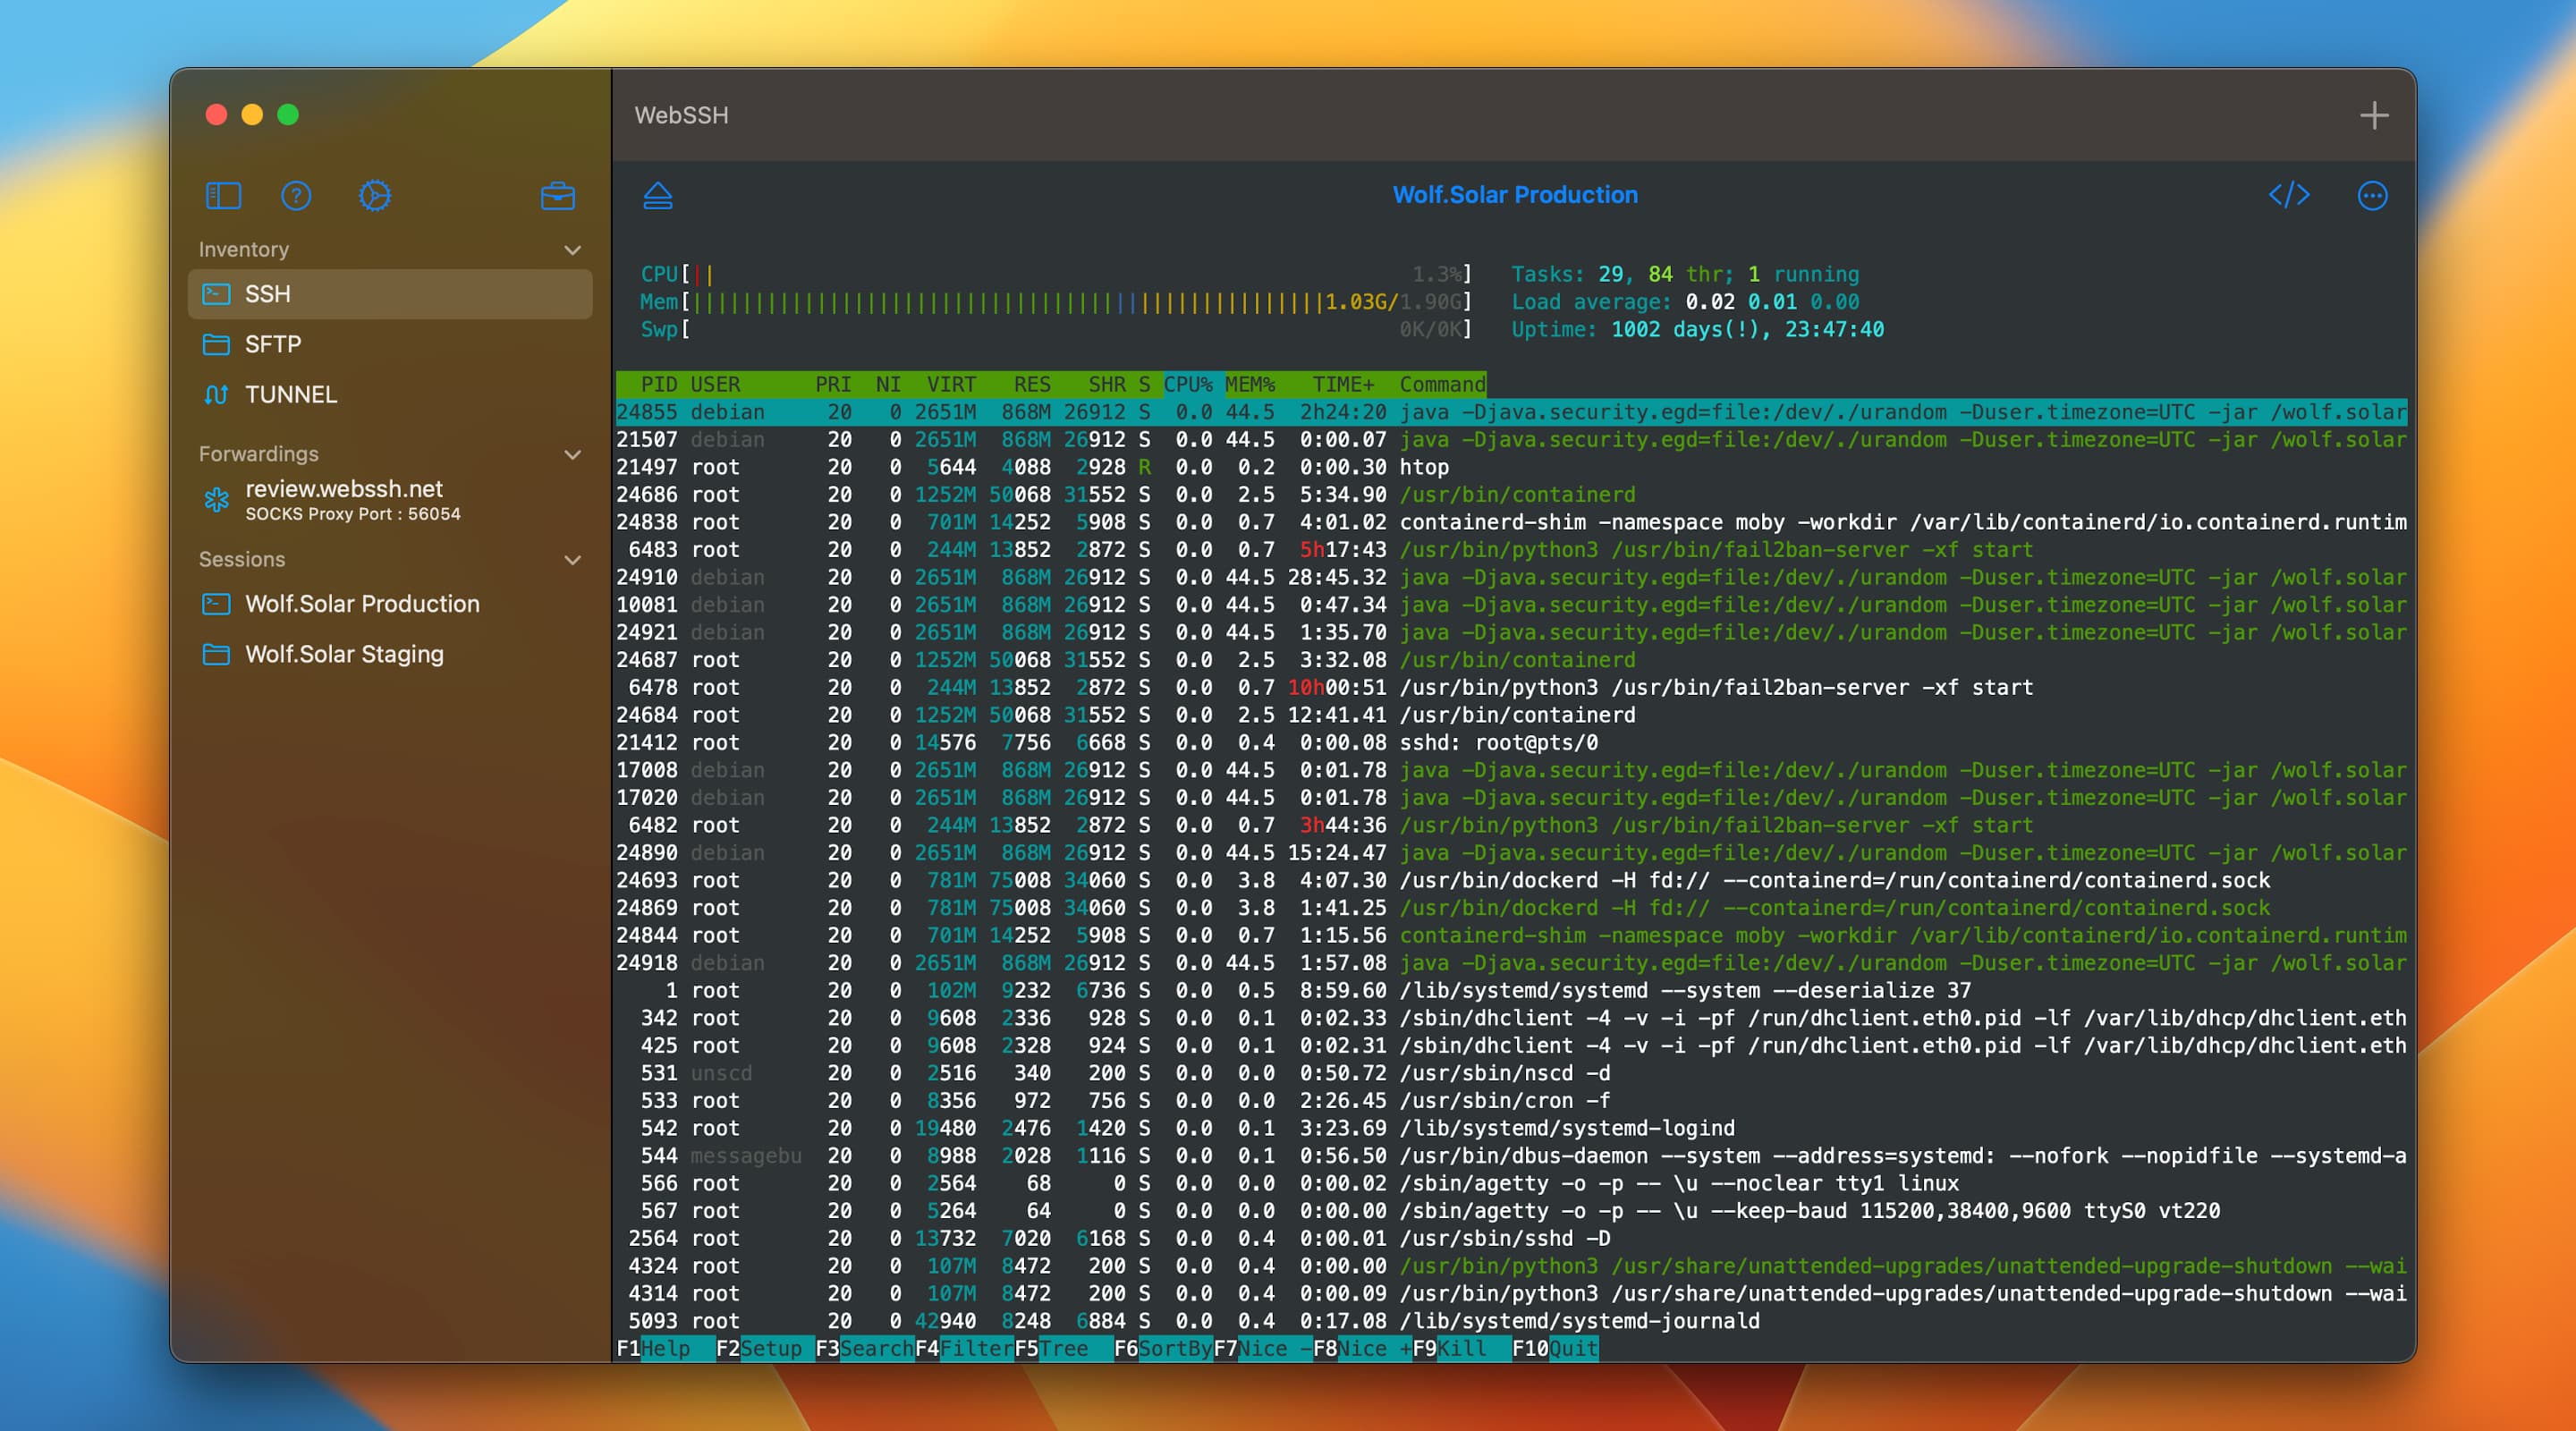 WebSSH
Inventory
SSH
SFTP
TUNNEL
Forwardings
review.webssh.net
SOCKS Proxy Port : 56054
Sessions
Wolf.Solar Production
Wolf.Solar Staging
Wolf.Solar Production
CPU[|| 1.3%] Tasks: 29, 84 thr; 1 running
Mem[1.03G/1.90G] Load average: 0.02 0.01 0.00
Swp[ 0K/0K] Uptime: 1002 days(!), 23:47:40
PID USER PRI NI VIRT RES SHR S CPU% MEM% TIME+ Command
24855 debian 20 0 2651M 868M 26912 S 0.0 44.5 2h24:20 java -Djava.security.egd=file:/dev/./urandom -Duser.timezone=UTC -jar /wolf.solar
21507 debian 20 0 2651M 868M 26912 S 0.0 44.5 0:00.07 java -Djava.security.egd=file:/dev/./urandom -Duser.timezone=UTC -jar /wolf.solar
21497 root 20 0 5644 4088 2928 R 0.0 0.2 0:00.30 htop
24686 root 20 0 1252M 50068 31552 S 0.0 2.5 5:34.90 /usr/bin/containerd
24838 root 20 0 701M 14252 5908 S 0.0 0.7 4:01.02 containerd-shim -namespace moby -workdir /var/lib/containerd/io.containerd.runtim
6483 root 20 0 244M 13852 2872 S 0.0 0.7 5h17:43 /usr/bin/python3 /usr/bin/fail2ban-server -xf start
24910 debian 20 0 2651M 868M 26912 S 0.0 44.5 28:45.32 java -Djava.security.egd=file:/dev/./urandom -Duser.timezone=UTC -jar /wolf.solar
10081 debian 20 0 2651M 868M 26912 S 0.0 44.5 0:47.34 java -Djava.security.egd=file:/dev/./urandom -Duser.timezone=UTC -jar /wolf.solar
24921 debian 20 0 2651M 868M 26912 S 0.0 44.5 1:35.70 java -Djava.security.egd=file:/dev/./urandom -Duser.timezone=UTC -jar /wolf.solar
24687 root 20 0 1252M 50068 31552 S 0.0 2.5 3:32.08 /usr/bin/containerd
6478 root 20 0 244M 13852 2872 S 0.0 0.7 10h00:51 /usr/bin/python3 /usr/bin/fail2ban-server -xf start
24684 root 20 0 1252M 50068 31552 S 0.0 2.5 12:41.41 /usr/bin/containerd
21412 root 20 0 14576 7756 6668 S 0.0 0.4 0:00.08 sshd: root@pts/0
17008 debian 20 0 2651M 868M 26912 S 0.0 44.5 0:01.78 java -Djava.security.egd=file:/dev/./urandom -Duser.timezone=UTC -jar /wolf.solar
17020 debian 20 0 2651M 868M 26912 S 0.0 44.5 0:01.78 java -Djava.security.egd=file:/dev/./urandom -Duser.timezone=UTC -jar /wolf.solar
6482 root 20 0 244M 13852 2872 S 0.0 0.7 3h44:36 /usr/bin/python3 /usr/bin/fail2ban-server -xf start
24890 debian 20 0 2651M 868M 26912 S 0.0 44.5 15:24.47 java -Djava.security.egd=file:/dev/./urandom -Duser.timezone=UTC -jar /wolf.solar
24693 root 20 0 781M 75008 34060 S 0.0 3.8 4:07.30 /usr/bin/dockerd -H fd:// --containerd=/run/containerd/containerd.sock
24869 root 20 0 781M 75008 34060 S 0.0 3.8 1:41.25 /usr/bin/dockerd -H fd:// --containerd=/run/containerd/containerd.sock
24844 root 20 0 701M 14252 5908 S 0.0 0.7 1:15.56 containerd-shim -namespace moby -workdir /var/lib/containerd/io.containerd.runtim
24918 debian 20 0 2651M 868M 26912 S 0.0 44.5 1:57.08 java -Djava.security.egd=file:/dev/./urandom -Duser.timezone=UTC -jar /wolf.solar
1 root 20 0 102M 9232 6736 S 0.0 0.5 8:59.60 /lib/systemd/systemd --system --deserialize 37
342 root 20 0 9608 2336 928 S 0.0 0.1 0:02.33 /sbin/dhclient -4 -v -i -pf /run/dhclient.eth0.pid -lf /var/lib/dhcp/dhclient.eth
425 root 20 0 9608 2328 924 S 0.0 0.1 0:02.31 /sbin/dhclient -4 -v -i -pf /run/dhclient.eth0.pid -lf /var/lib/dhcp/dhclient.eth
531 unscd 20 0 2516 340 200 S 0.0 0.0 0:50.72 /usr/sbin/nscd -d
533 root 20 0 8356 972 756 S 0.0 0.0 2:26.45 /usr/sbin/cron -f
542 root 20 0 19480 2476 1420 S 0.0 0.1 3:23.69 /lib/systemd/systemd-logind
544 messagebu 20 0 8988 2028 1116 S 0.0 0.1 0:56.50 /usr/bin/dbus-daemon --system --address=systemd: --nofork --nopidfile --systemd-a
566 root 20 0 2564 68 0 S 0.0 0.0 0:00.02 /sbin/agetty -o -p -- \u --noclear tty1 linux
567 root 20 0 5264 64 0 S 0.0 0.0 0:00.00 /sbin/agetty -o -p -- \u --keep-baud 115200,38400,9600 ttyS0 vt220
2564 root 20 0 13732 7020 6168 S 0.0 0.4 0:00.01 /usr/sbin/sshd -D
4324 root 20 0 107M 8472 200 S 0.0 0.4 0:00.00 /usr/bin/python3 /usr/share/unattended-upgrades/unattended-upgrade-shutdown --wai
4314 root 20 0 107M 8472 200 S 0.0 0.4 0:00.09 /usr/bin/python3 /usr/share/unattended-upgrades/unattended-upgrade-shutdown --wai
5093 root 20 0 42940 8248 6884 S 0.0 0.4 0:17.08 /lib/systemd/systemd-journald
F1Help F2Setup F3SearchF4FilterF5Tree F6SortByF7Nice -F8Nice +F9Kill F10Quit